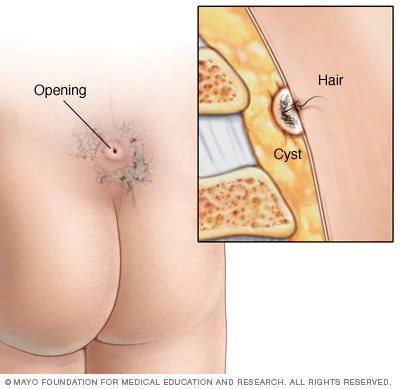 Opening
Hair
Cyst
© MAYO FOUNDATION FOR MEDICAL EDUCATION AND RESEARCH. ALL RIGHTS RESERVED.